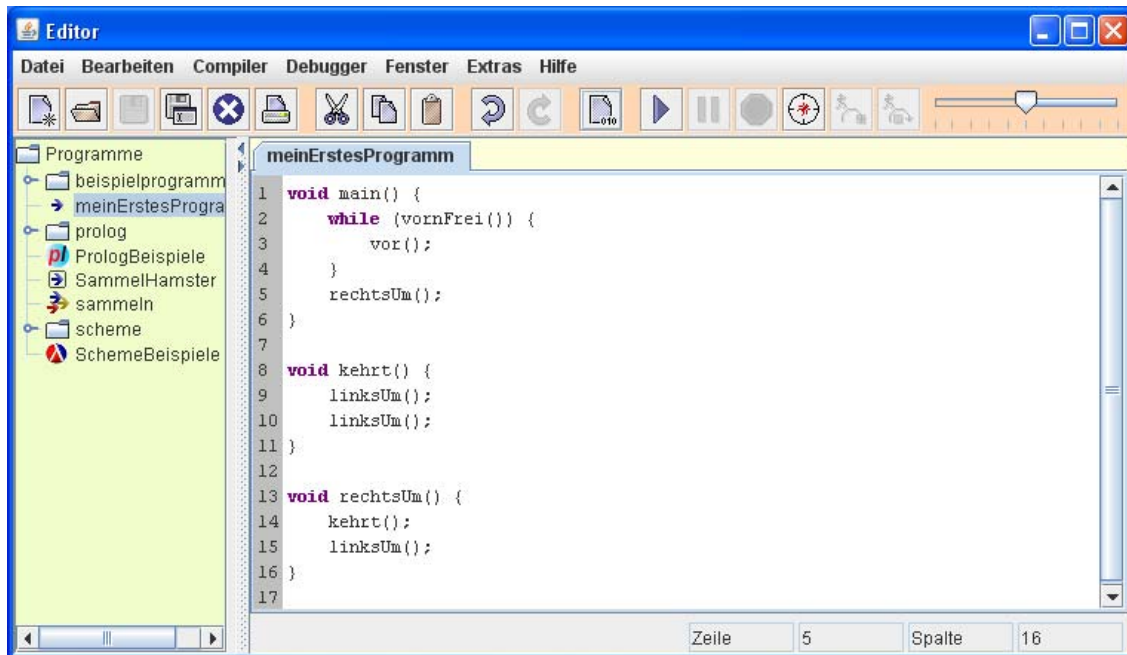 Editor
Datei Bearbeiten Compiler Debugger Fenster Extras Hilfe
Programme
beispielprogramm
meinErstesProgra
prolog
PrologBeispiele
SammelHamster
sammeln
scheme
SchemeBeispiele
meinErstesProgramm
1 void main() {
2     while (vornFrei()) {
3         vor();
4     }
5     rechtsUm();
6 }
7
8 void kehrt() {
9     linksUm();
10     linksUm();
11 }
12
13 void rechtsUm() {
14     kehrt();
15     linksUm();
16 }
17
Zeile 5 Spalte 16